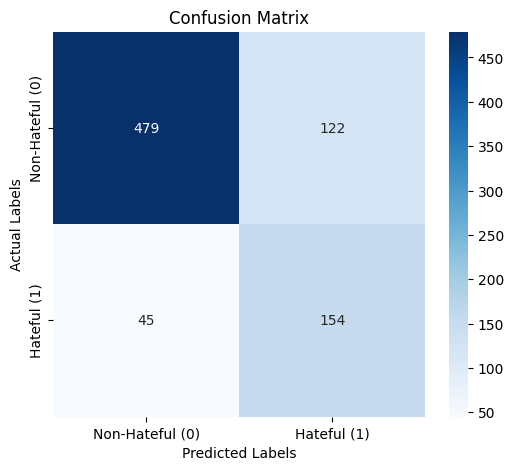 Confusion Matrix
Actual Labels
Non-Hateful (0)
Hateful (1)
479 122
45 154
Non-Hateful (0) Hateful (1)
Predicted Labels
450
400
350
300
250
200
150
100
50